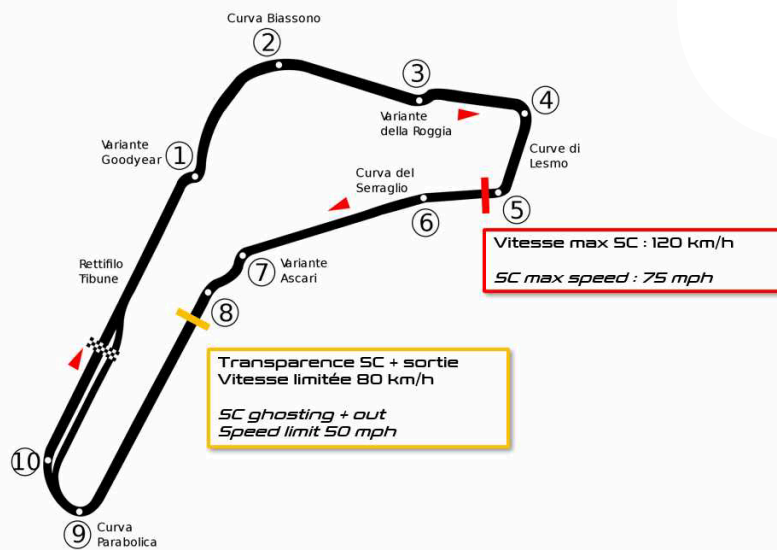 Curva Biassono
2
3
4
Variante
della Roggia
Variante
Goodyear
1
Curve di
Lesmo
Curva del
Serraglio
5
6
Vitesse max SC : 120 km/h
SC max speed : 75 mph
Rettifilo
Tibune
7
Variante
Ascari
8
Transparence SC + sortie
Vitesse limitée 80 km/h
SC ghosting + out
Speed limit 50 mph
10
9
Curva
Parabolica